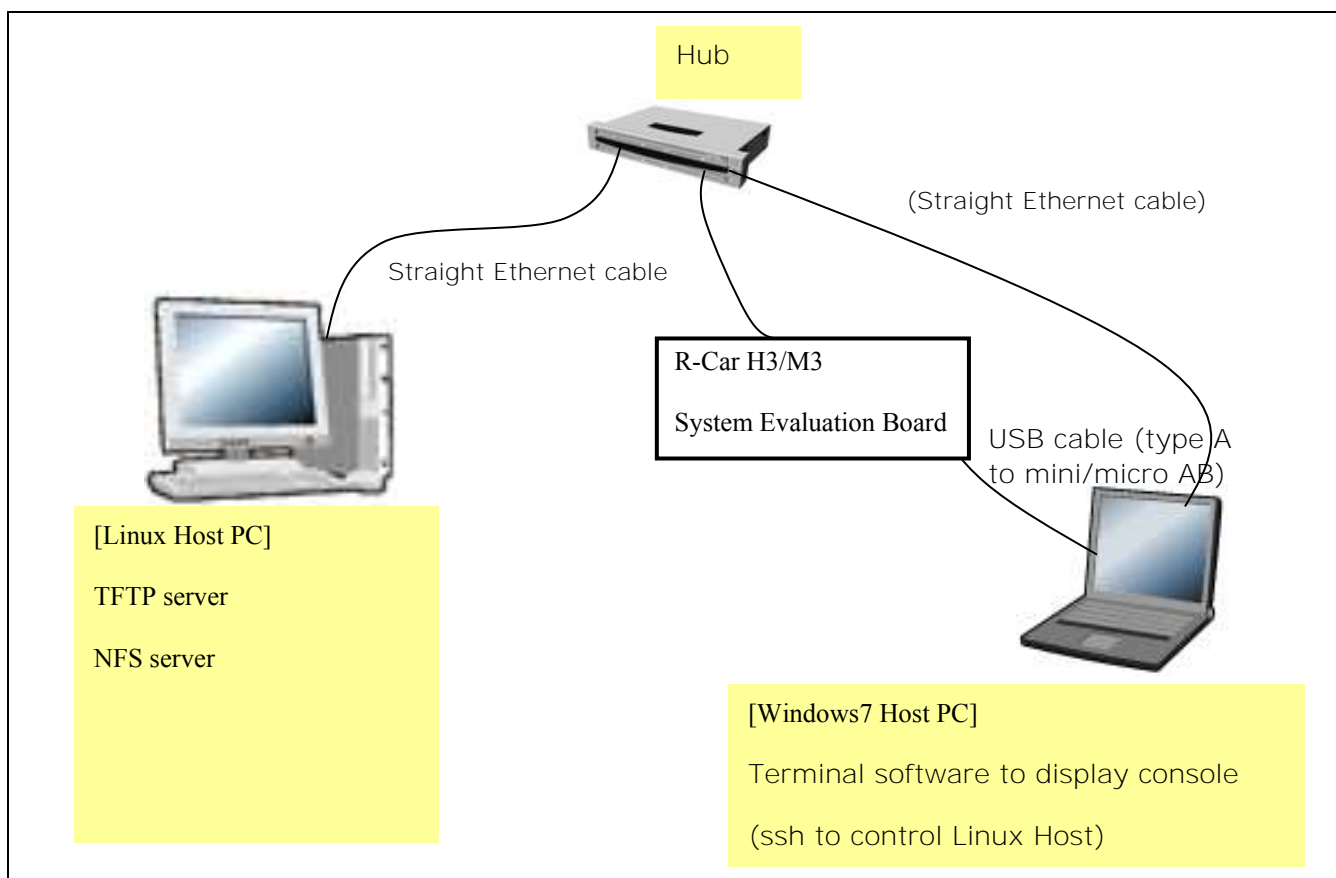 Hub
(Straight Ethernet cable)
Straight Ethernet cable
R-Car H3/M3
System Evaluation Board
USB cable (type A
to mini/micro AB)
[Linux Host PC]
TFTP server
NFS server
[Windows7 Host PC]
Terminal software to display console
(ssh to control Linux Host)